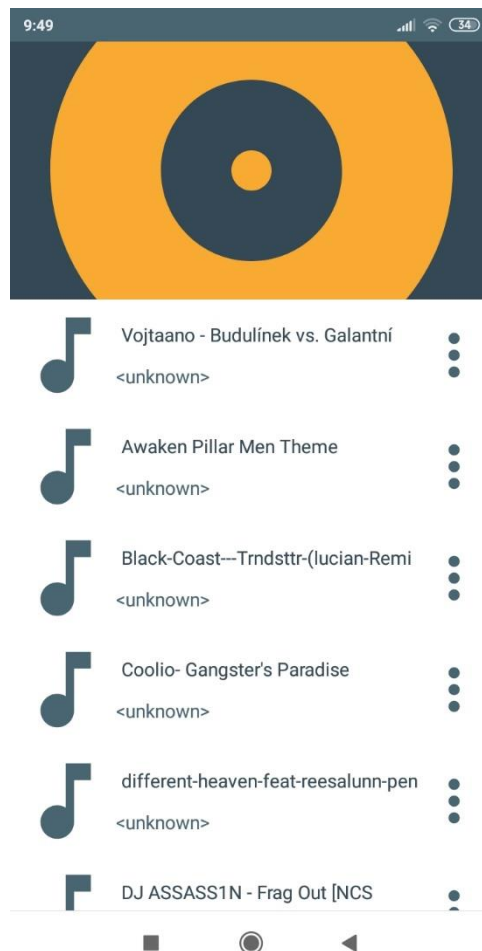 9:49
34
Vojtaano - Budulínek vs. Galantní
<unknown>
Awaken Pillar Men Theme
<unknown>
Black-Coast---Trndsttr-(lucian-Remi
<unknown>
Coolio- Gangster's Paradise
<unknown>
different-heaven-feat-reesalunn-pen
<unknown>
DJ ASSASS1N - Frag Out [NCS